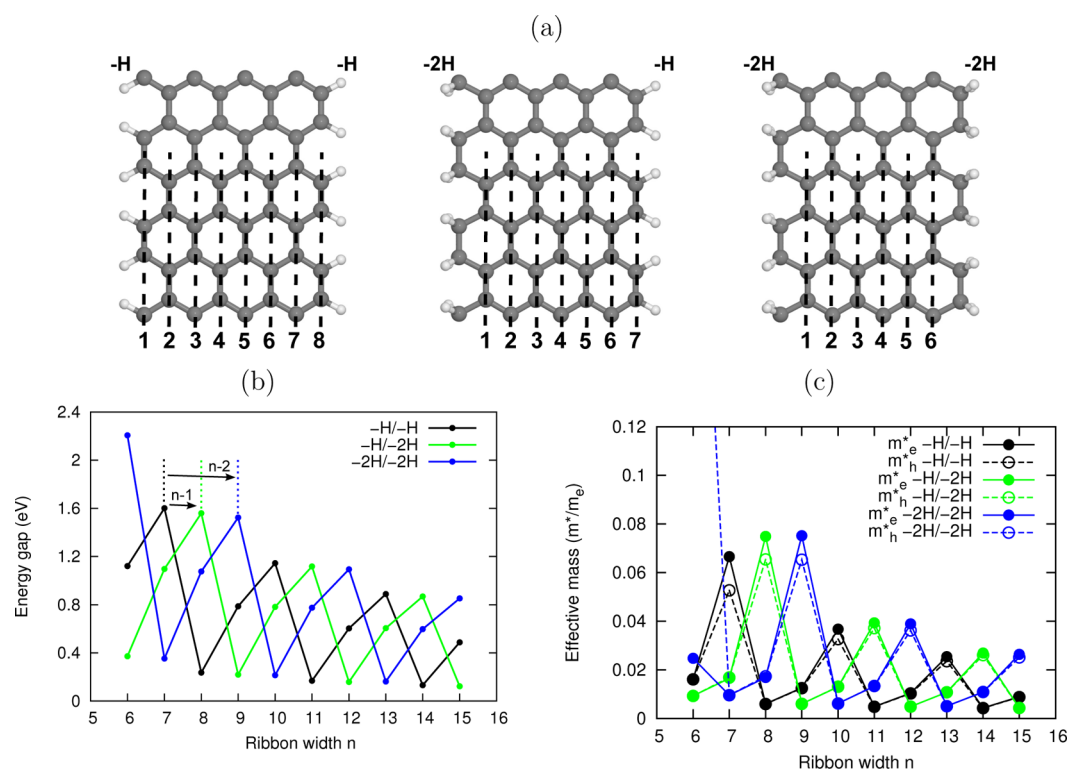 (a)
-H -H -2H -H -2H -2H
1 2 3 4 5 6 7 8 1 2 3 4 5 6 7 1 2 3 4 5 6
(b)
2.4
2
1.6
1.2
0.8
0.4
0
5 6 7 8 9 10 11 12 13 14 15 16
Energy gap (eV)
Ribbon width n
−H/−H
−H/−2H
−2H/−2H
n-2
n-1
(c)
0.12
0.1
0.08
0.06
0.04
0.02
0
5 6 7 8 9 10 11 12 13 14 15 16
Effective mass (m*/mₑ)
Ribbon width n
m*ₑ −H/−H
m*ₕ −H/−H
m*ₑ −H/−2H
m*ₕ −H/−2H
m*ₑ −2H/−2H
m*ₕ −2H/−2H